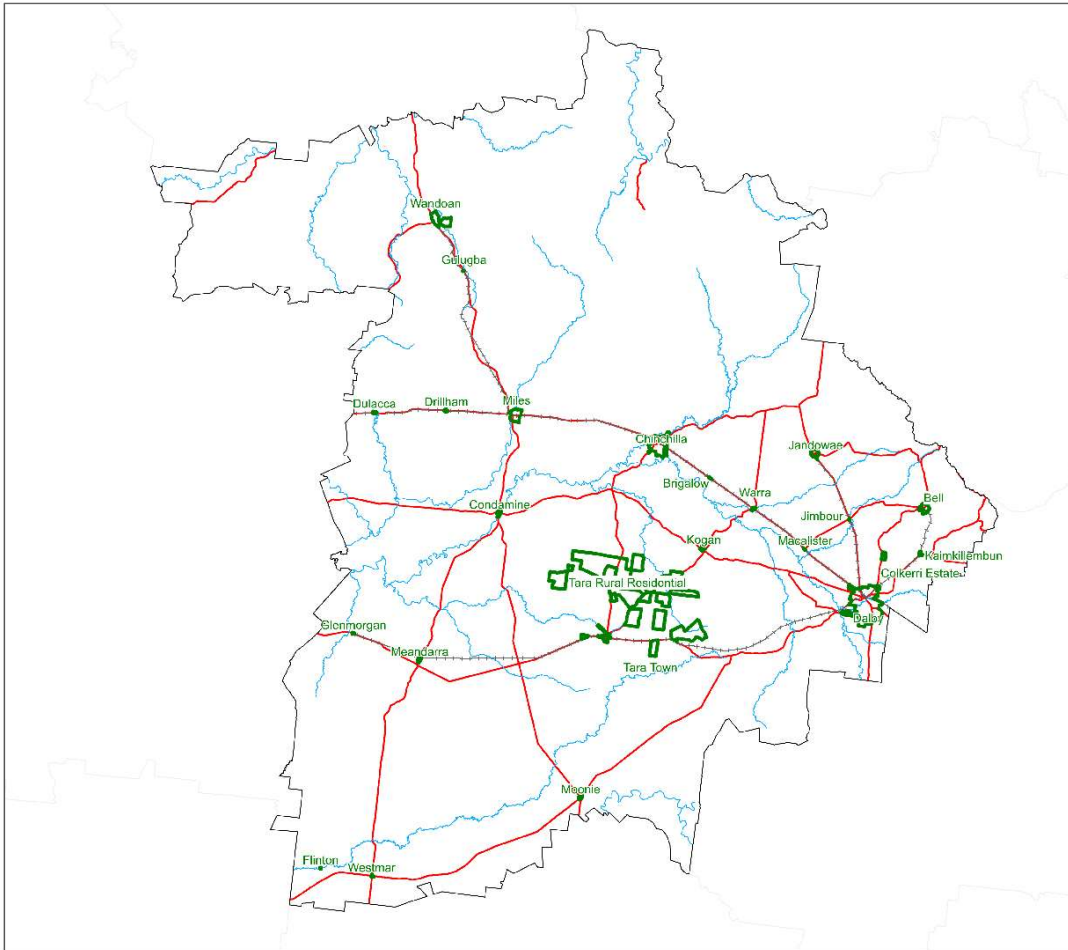 Wandoan
Gulugba
Dulacca
Drillham
Miles
Chinchilla
Jandowae
Brigalow
Warra
Bell
Condamine
Jimbour
Kogan
Macalister
Kaimkillembun
Tara Rural Residential
Colkerri Estate
Dalby
Glenmorgan
Meandarra
Tara Town
Moonie
Flinton
Westmar